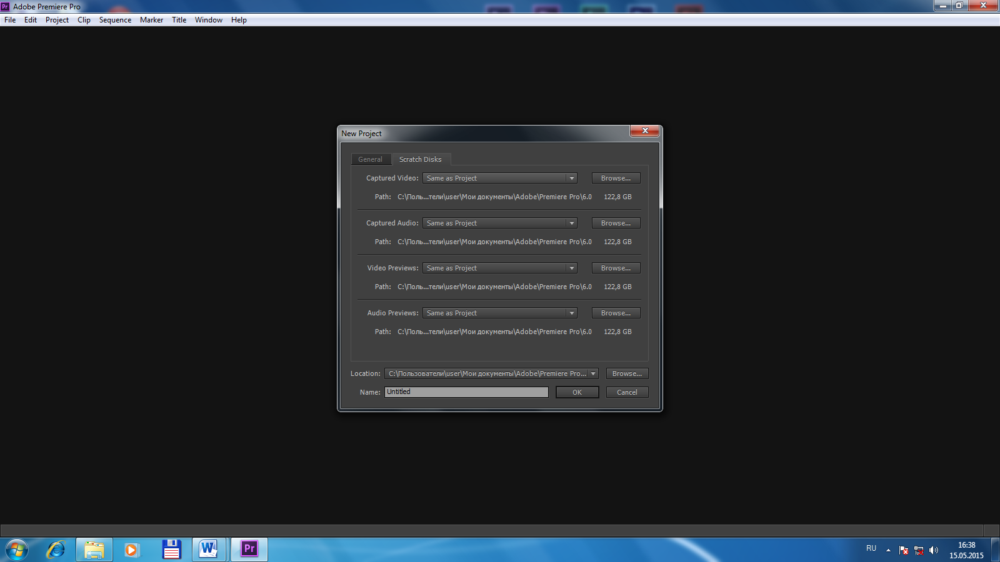 Pr Adobe Premiere Pro
File Edit Project Clip Sequence Marker Title Window Help
New Project
General Scratch Disks
Captured Video: Same as Project Browse...
Path: C:\Поль...тели\user\Мои документы\Adobe\Premiere Pro\6.0 122,8 GB
Captured Audio: Same as Project Browse...
Path: C:\Поль...тели\user\Мои документы\Adobe\Premiere Pro\6.0 122,8 GB
Video Previews: Same as Project Browse...
Path: C:\Поль...тели\user\Мои документы\Adobe\Premiere Pro\6.0 122,8 GB
Audio Previews: Same as Project Browse...
Path: C:\Поль...тели\user\Мои документы\Adobe\Premiere Pro\6.0 122,8 GB
Location: C:\Пользователи\user\Мои документы\Adobe\Premiere Pro... Browse...
Name: Untitled OK Cancel
W Pr RU 16:38
15.05.2015